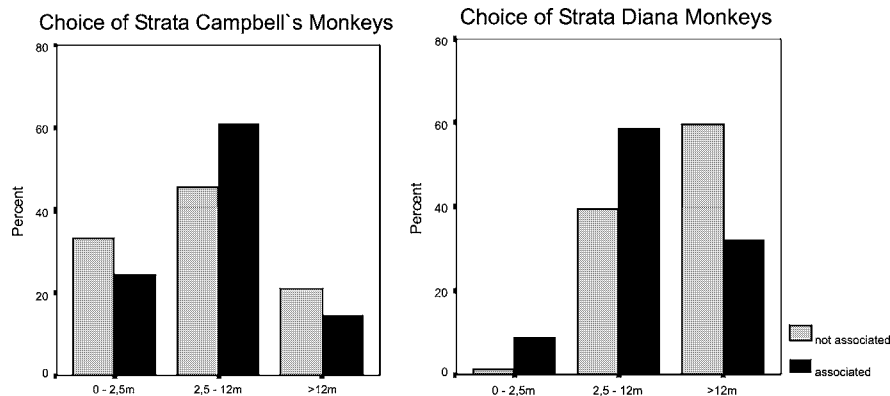 Choice of Strata Campbell`s Monkeys
80
60
40
20
0
Percent
0 - 2,5m 2,5 - 12m >12m
Choice of Strata Diana Monkeys
80
60
40
20
0
Percent
0 - 2,5m 2,5 - 12m >12m
not associated
associated